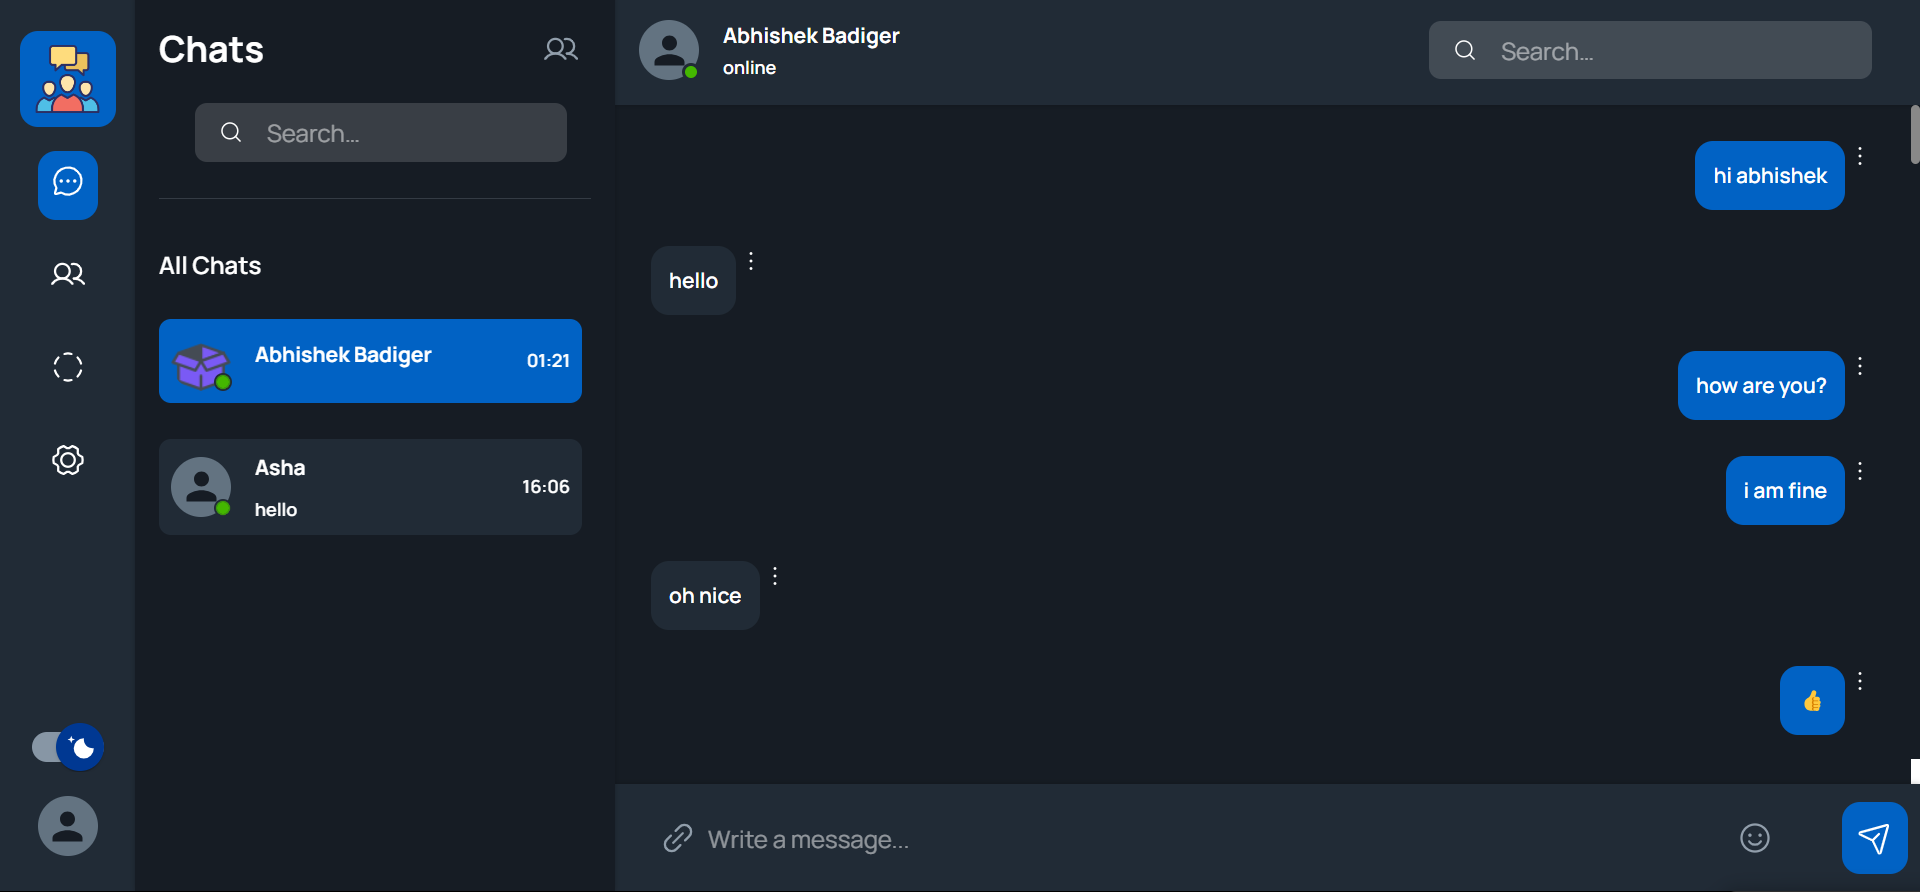 Chats
Search...
All Chats
Abhishek Badiger
01:21
Asha
hello
16:06
Abhishek Badiger
online
Search...
hi abhishek
hello
how are you?
i am fine
oh nice
👍
Write a message...